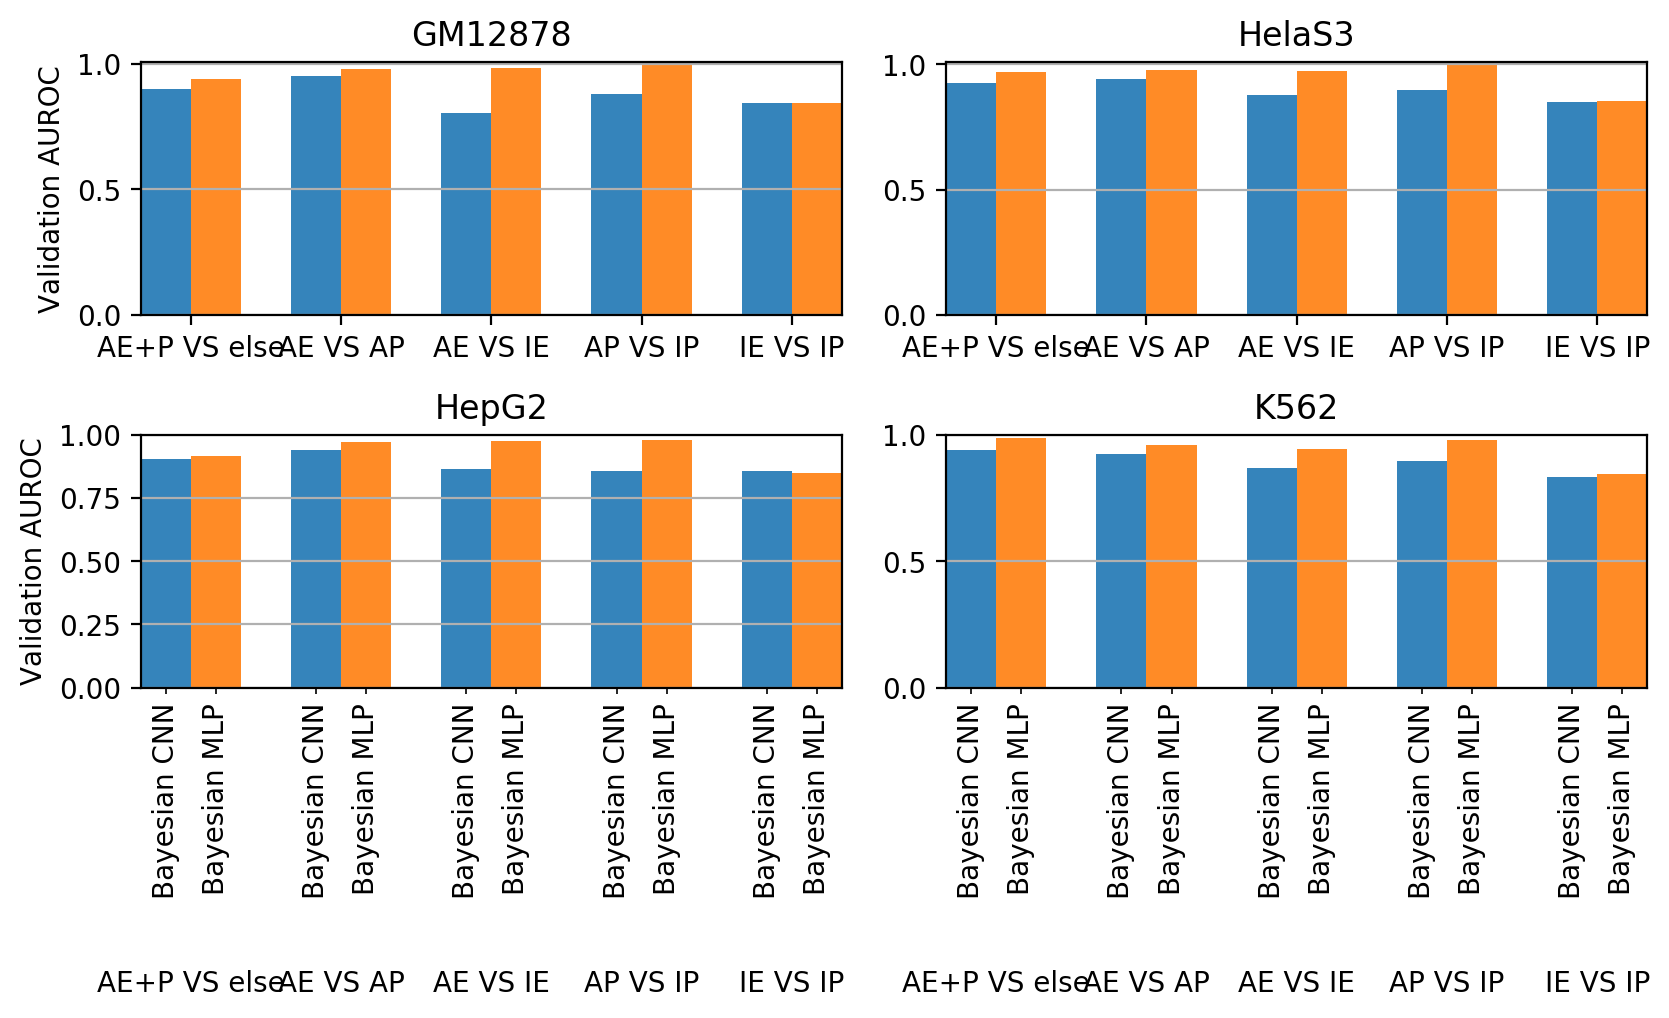 GM12878
Validation AUROC
1.0
0.5
0.0
AE+P VS else
AE VS AP
AE VS IE
AP VS IP
IE VS IP
HelaS3
1.0
0.5
0.0
AE+P VS else
AE VS AP
AE VS IE
AP VS IP
IE VS IP
HepG2
Validation AUROC
1.00
0.75
0.50
0.25
0.00
Bayesian CNN
Bayesian MLP
Bayesian CNN
Bayesian MLP
Bayesian CNN
Bayesian MLP
Bayesian CNN
Bayesian MLP
Bayesian CNN
Bayesian MLP
AE+P VS else
AE VS AP
AE VS IE
AP VS IP
IE VS IP
K562
1.0
0.5
0.0
Bayesian CNN
Bayesian MLP
Bayesian CNN
Bayesian MLP
Bayesian CNN
Bayesian MLP
Bayesian CNN
Bayesian MLP
Bayesian CNN
Bayesian MLP
AE+P VS else
AE VS AP
AE VS IE
AP VS IP
IE VS IP